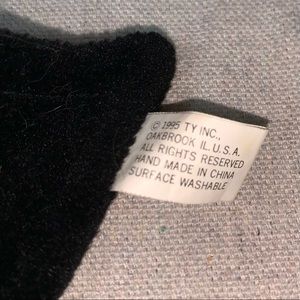 © 1995 TY INC.,
OAKBROOK IL. U.S.A.
ALL RIGHTS RESERVED
HAND MADE IN CHINA
SURFACE WASHABLE